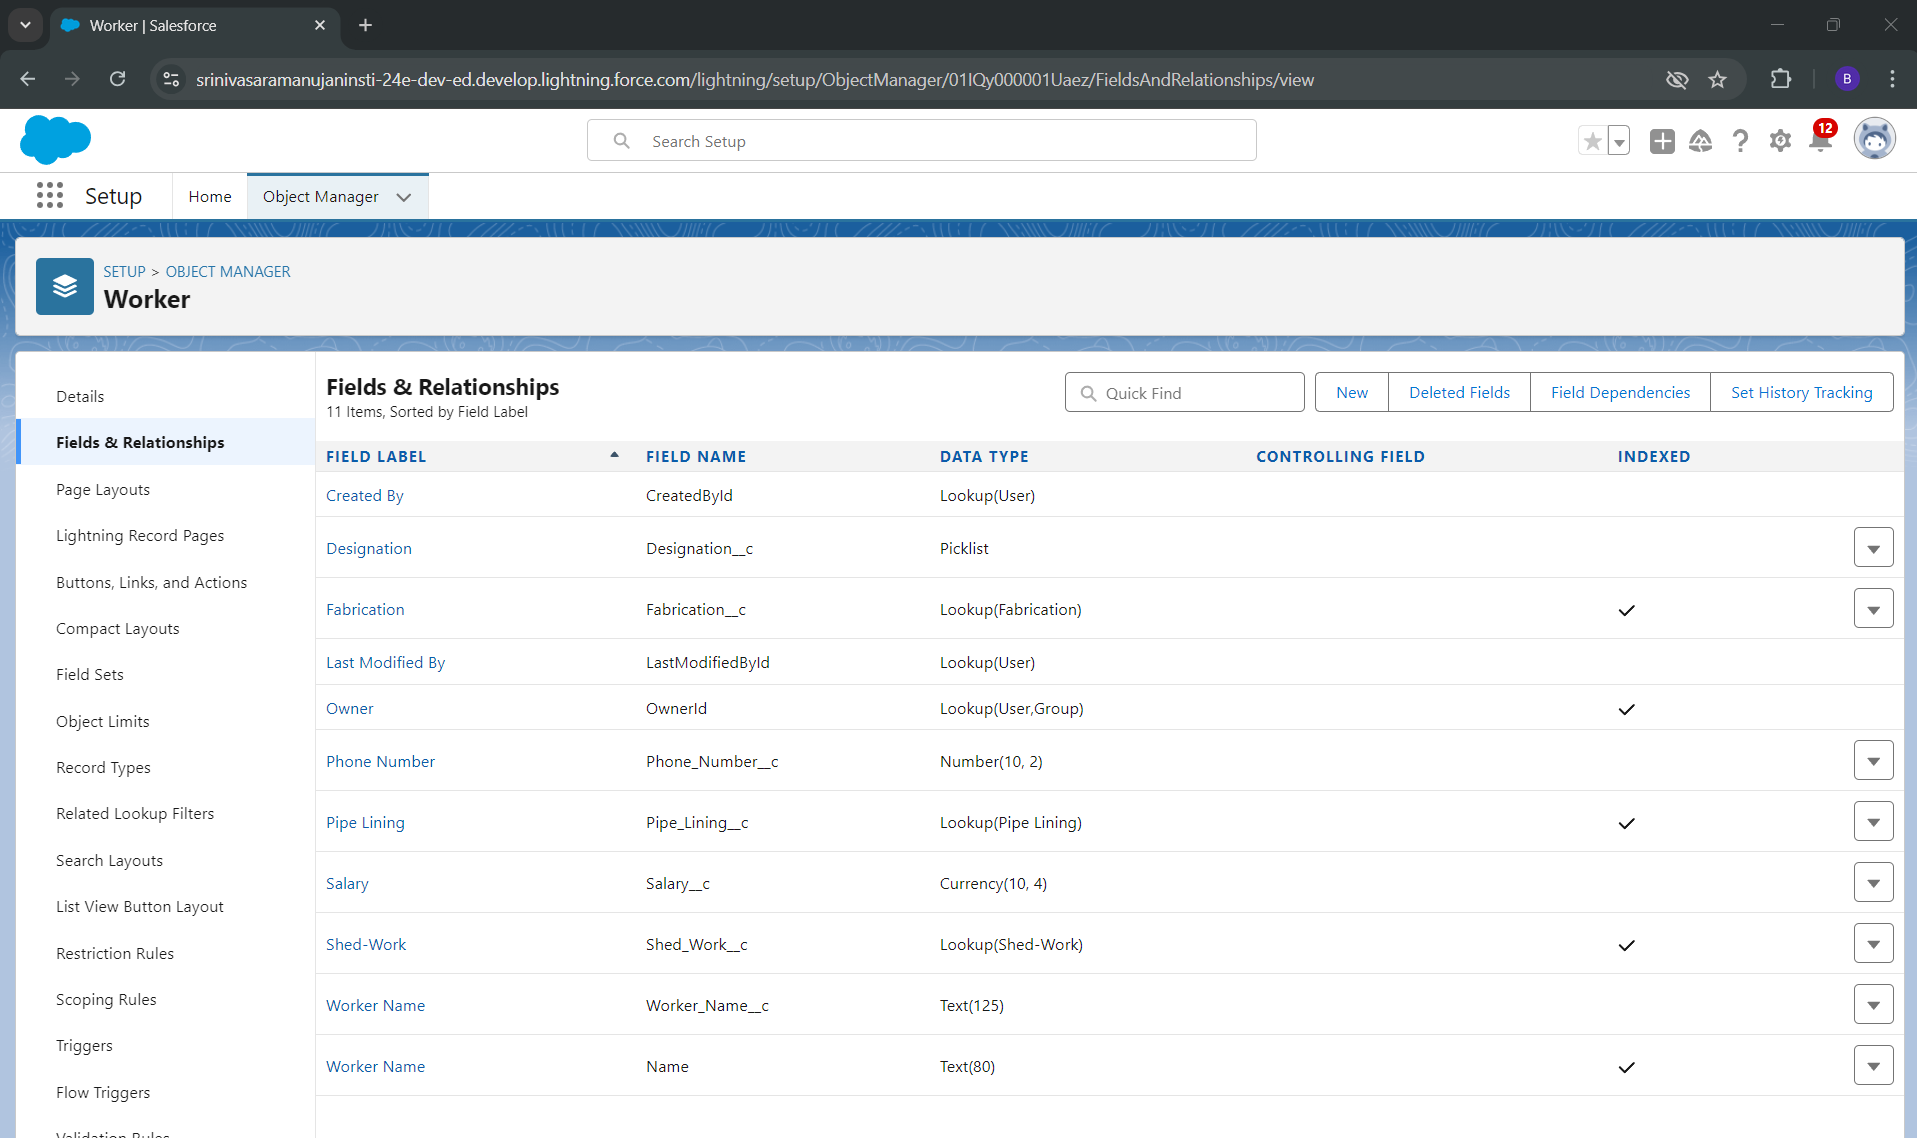 Worker | Salesforce
srinivasaramanujaninsti-24e-dev-ed.develop.lightning.force.com/lightning/setup/ObjectManager/01IQy000001Uaez/FieldsAndRelationships/view
B
Search Setup
12
Setup
Home
Object Manager
SETUP > OBJECT MANAGER
Worker
Details
Fields & Relationships
Page Layouts
Lightning Record Pages
Buttons, Links, and Actions
Compact Layouts
Field Sets
Object Limits
Record Types
Related Lookup Filters
Search Layouts
List View Button Layout
Restriction Rules
Scoping Rules
Triggers
Flow Triggers
Validation Rules
Fields & Relationships
11 Items, Sorted by Field Label
Quick Find
New
Deleted Fields
Field Dependencies
Set History Tracking
FIELD LABEL FIELD NAME DATA TYPE CONTROLLING FIELD INDEXED
Created By CreatedById Lookup(User)
Designation Designation__c Picklist
Fabrication Fabrication__c Lookup(Fabrication)
Last Modified By LastModifiedById Lookup(User)
Owner OwnerId Lookup(User,Group)
Phone Number Phone_Number__c Number(10, 2)
Pipe Lining Pipe_Lining__c Lookup(Pipe Lining)
Salary Salary__c Currency(10, 4)
Shed-Work Shed_Work__c Lookup(Shed-Work)
Worker Name Worker_Name__c Text(125)
Worker Name Name Text(80)